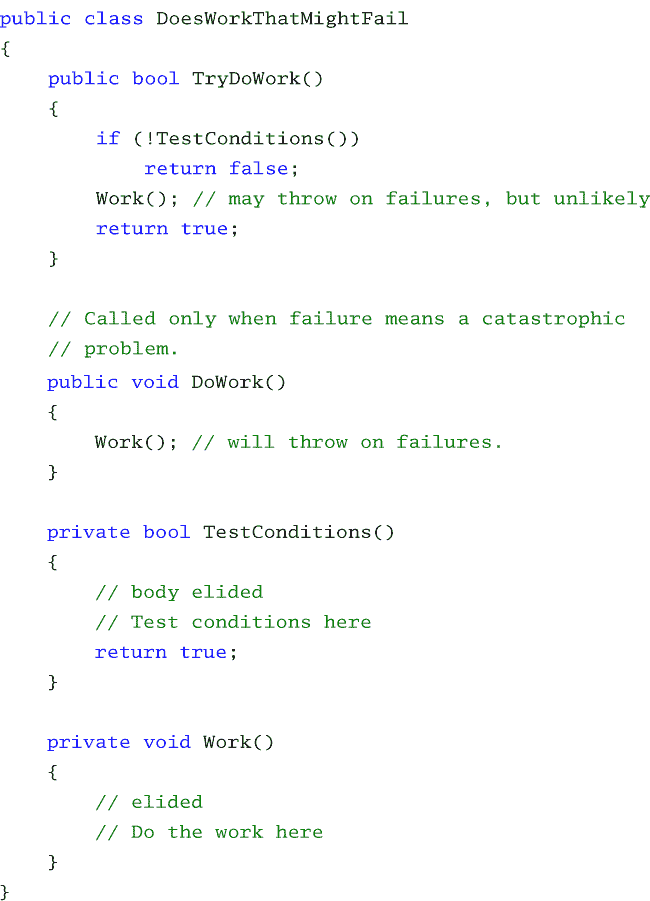 public class DoesWorkThatMightFail
{
    public bool TryDoWork()
    {
        if (!TestConditions())
            return false;
        Work(); // may throw on failures, but unlikely
        return true;
    }

    // Called only when failure means a catastrophic
    // problem.
    public void DoWork()
    {
        Work(); // will throw on failures.
    }

    private bool TestConditions()
    {
        // body elided
        // Test conditions here
        return true;
    }

    private void Work()
    {
        // elided
        // Do the work here
    }
}